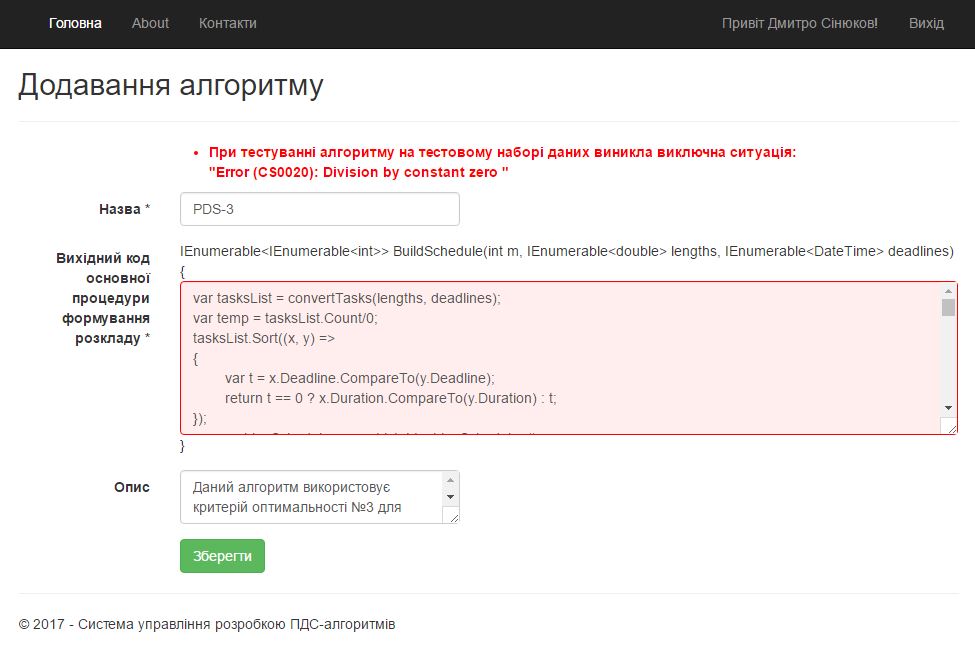 Головна About Контакти Привіт Дмитро Сінюков! Вихід
Додавання алгоритму
• При тестуванні алгоритму на тестовому наборі даних виникла виключна ситуація:
"Error (CS0020): Division by constant zero "
Назва *
PDS-3
Вихідний код
основної
процедури
формування
розкладу *
IEnumerable<IEnumerable<int>> BuildSchedule(int m, IEnumerable<double> lengths, IEnumerable<DateTime> deadlines)
{
var tasksList = convertTasks(lengths, deadlines);
var temp = tasksList.Count/0;
tasksList.Sort((x, y) =>
{
var t = x.Deadline.CompareTo(y.Deadline);
return t == 0 ? x.Duration.CompareTo(y.Duration) : t;
});
}
Опис
Даний алгоритм використовує
критерій оптимальності №3 для
Зберегти
© 2017 - Система управління розробкою ПДС-алгоритмів